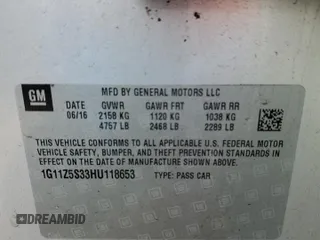 GM
MFD BY GENERAL MOTORS LLC
DATE GVWR GAWR FRT GAWR RR
06/16 2158 KG 1120 KG 1038 KG
4757 LB 2468 LB 2289 LB
THIS VEHICLE CONFORMS TO ALL APPLICABLE U.S. FEDERAL MOTOR
VEHICLE SAFETY, BUMPER, AND THEFT PREVENTION STANDARDS IN
EFFECT ON THE DATE OF MANUFACTURE SHOWN ABOVE.
1G11Z5S33HU118653 TYPE: PASS CAR
DREAMBID